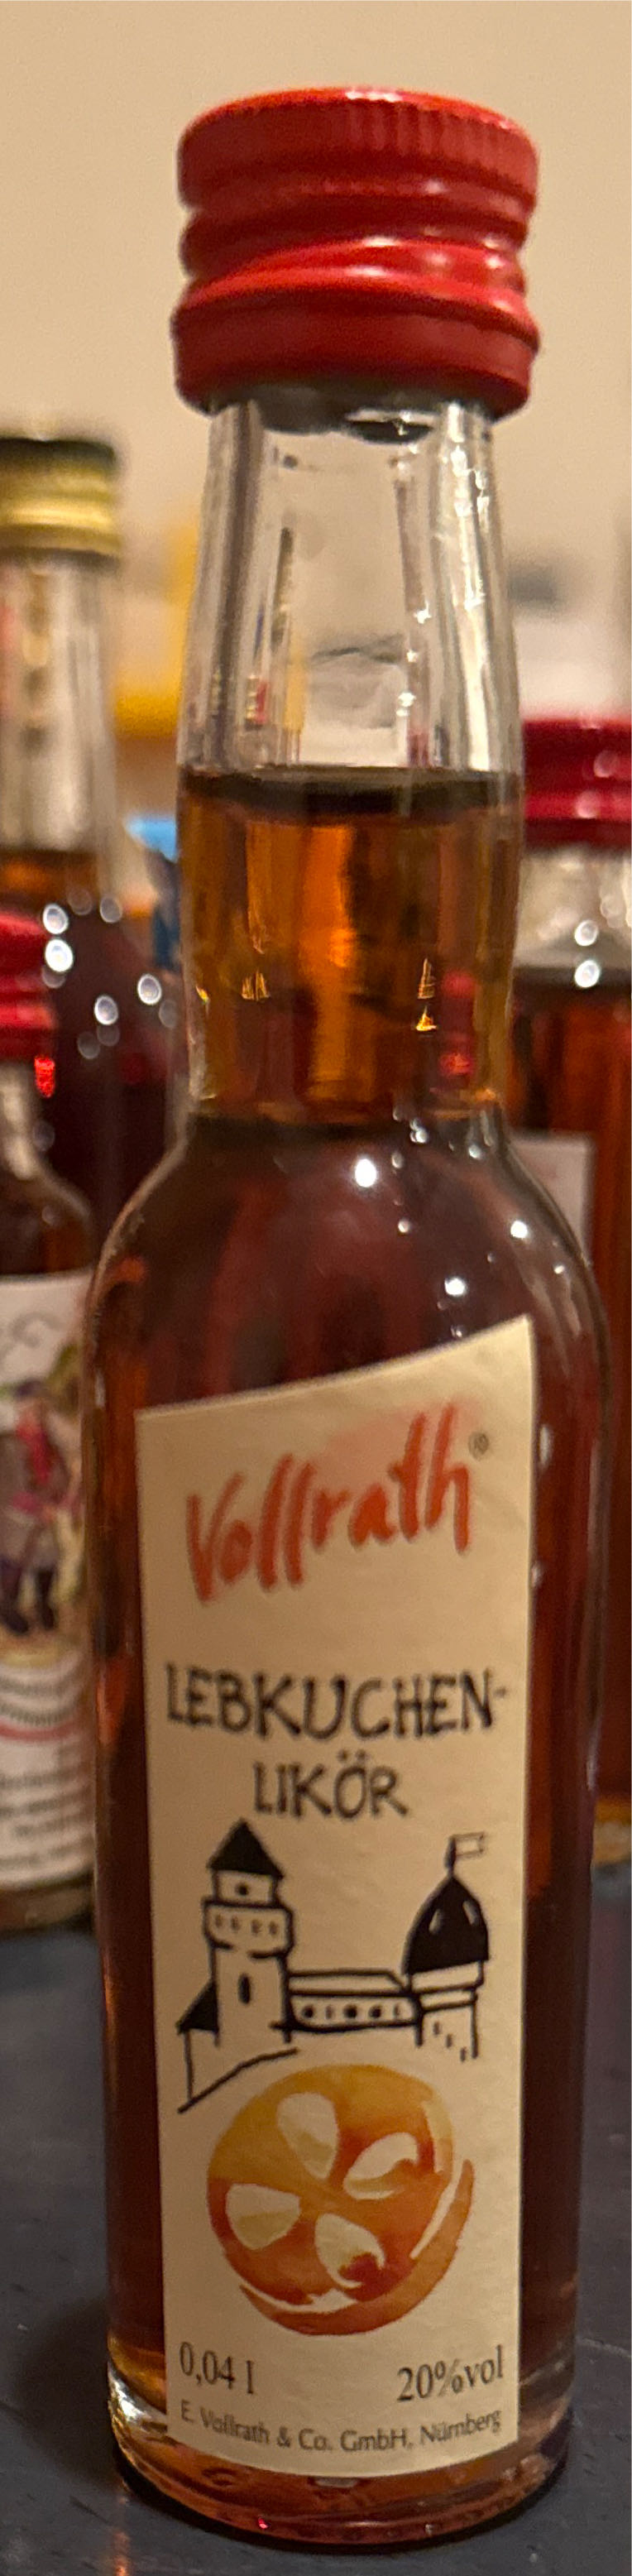 Vollrath®
LEBKUCHEN-
LIKÖR
0,04 l 20%vol
E. Vollrath & Co. GmbH, Nürnberg